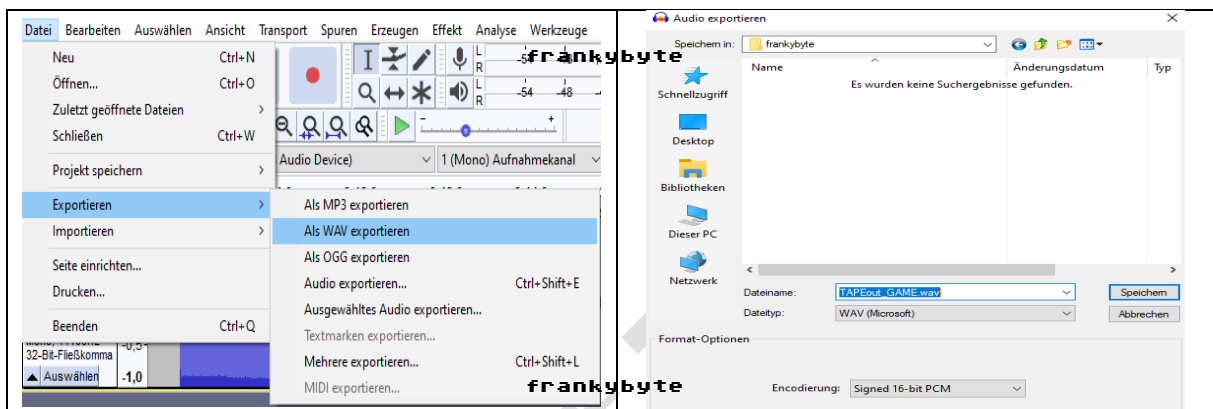 Datei Bearbeiten Auswählen Ansicht Transport Spuren Erzeugen Effekt Analyse Werkzeuge
Neu Ctrl+N
Öffnen... Ctrl+O
Zuletzt geöffnete Dateien >
Schließen Ctrl+W
Projekt speichern >
Exportieren >
Importieren >
Seite einrichten...
Drucken...
Beenden Ctrl+Q
L
R
-54
frankybyte
L
R
-54 -48
- +
Audio Device)
1 (Mono) Aufnahmekanal
Als MP3 exportieren
Als WAV exportieren
Als OGG exportieren
Audio exportieren... Ctrl+Shift+E
Ausgewähltes Audio exportieren...
Textmarken exportieren...
Mehrere exportieren... Ctrl+Shift+L
MIDI exportieren...
32-Bit-Fließkomma
-0,5
Auswählen
-1,0
frankybyte
Audio exportieren
Speichern in: frankybyte
Name Änderungsdatum Typ
Es wurden keine Suchergebnisse gefunden.
Schnellzugriff
Desktop
Bibliotheken
Dieser PC
Netzwerk
Dateiname: TAPEout_GAME.wav Speichern
Dateityp: WAV (Microsoft) Abbrechen
Format-Optionen
Encodierung: Signed 16-bit PCM